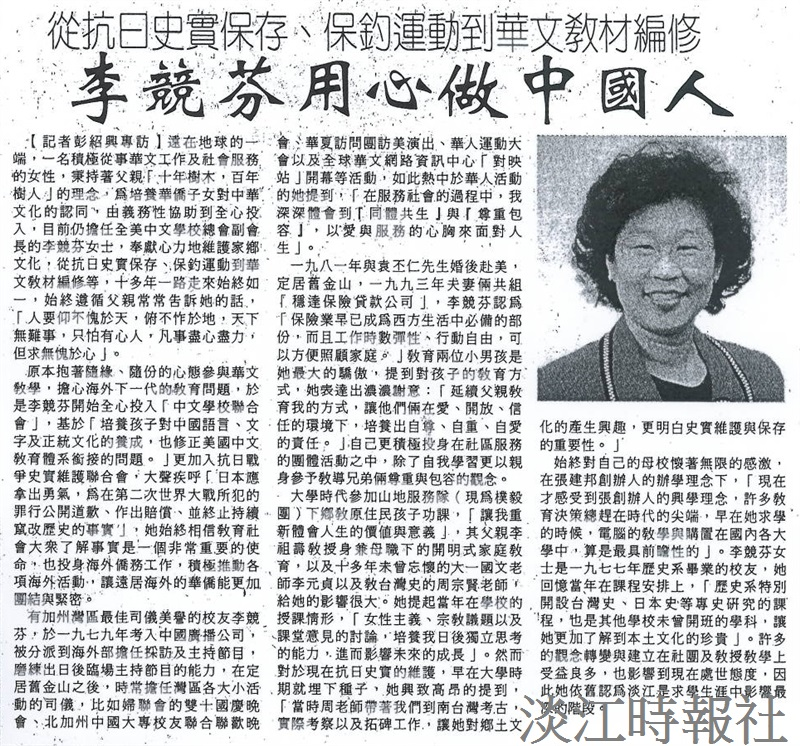 從抗日史實保存、保釣運動到華文教材編修
李競芬用心做中國人
【記者彭紹興專訪】遠在地球的一
端,一名積極從事華文工作及社會服務
的女性,秉持著父親「十年樹木,百年
樹人」的理念,爲培養華僑子女對中華
文化的認同,由義務性協助到全心投
入,目前仍擔任全美中文學校總會副會
長的李競芬女士,奉獻心力地維護家鄉
文化,從抗日史實保存、保釣運動到華
文教材編修等,十多年一路走來始終如
一,始終遵循父親常常告訴她的話,
「人要仰不愧於天,俯不怍於地,天下
無難事,只怕有心人,凡事盡心盡力,
但求無愧於心」。
原本抱著隨緣、隨份的心態參與華文
教學,擔心海外下一代的教育問題,於
是李競芬開始全心投入「中文學校聯合
會」,基於「培養孩子對中國語言、文
字及正統文化的養成,也修正美國中文
教育體系銜接的問題。」更加入抗日戰
爭史實維護聯合會,大聲疾呼「日本應
拿出勇氣,爲在第二次世界大戰所犯的
罪行公開道歉、作出賠償、並終止持續
竄改歷史的事實」,她始終相信教育社會
大衆了解事實是一個非常重要的使
命,也投身海外僑務工作,積極推動各
項海外活動,讓遠居海外的華僑能更加
團結與緊密。
有加州灣區最佳司儀美譽的校友李競
芬,於一九七九年考入中國廣播公司,
被分派到海外部擔任採訪及主持節目,
磨練出日後臨場主持節目的能力,在定
居舊金山之後,時常擔任灣區各大小活
動的司儀,比如婦聯會的雙十國慶晚
會、北加州中國大專校友聯合聯歡晚
會、華夏訪問團訪美演出、華人運動大
會以及全球華文網路資訊中心「對映
站」開幕等活動,如此熱中於華人活動
的她提到,「在服務社會的過程中,我
深深體會到『同體共生』與『尊重包
容』,以愛與服務的心胸來面對人
生」。
一九八一年與袁丕仁先生婚後赴美,
定居舊金山,一九九三年夫妻倆共組
「穩達保險貸款公司」,李競芬認爲
「保險業早已成爲西方生活中必備的部
份,而且工作時數彈性、行動自由,可
以方便照顧家庭。」教育兩位小男孩是
她最大的驕傲,提到對孩子的教育方
式,她表達出濃濃謝意:「延續父親教
育我的方式,讓他們倆在愛、開放、信
任的環境下,培養出自尊、自重、自愛
的責任。」自己更積極投身在社區服務
的團體活動之中,除了自我學習更以親
身參予教導兄弟倆尊重與包容的觀念。
大學時代參加山地服務隊(現爲樸毅
團)下鄉教原住民孩子功課,「讓我重
新體會人生的價值與意義」,其父親李
祖壽教授身兼母職下的開明式家庭教
育,以及十多年未曾忘懷的大一國文老
師李元貞以及教台灣史的周宗賢老師,
給她的影響很大。她提起當年在學校的
授課情形,「女性主義、宗教議題以及
課堂意見的討論,培養我日後獨立思考
的能力,進而影響未來的成長」。然而
對於現在抗日史實的維護,早在大學時
期就埋下種子,她興致高昂的提到,
「當時周老師帶著我們到南台灣考古,
實際考察以及拓碑工作,讓她對鄉土文
化的產生興趣,更明白史實維護與保存
的重要性。」
始終對自己的母校懷著無限的感激,
在張建邦創辦人的辦學理念下,「現在
才感受到張創辦人的興學理念,許多教
育決策總趕在時代的尖端,早在她求學
的時候,電腦的教學與購置在國內各大
學中,算是最具前瞻性的」。李競芬女
士是一九七七年歷史系畢業的校友,她
回憶當年在課程安排上,「歷史系特別
開設台灣史、日本史等專史研究的課
程,也是其他學校未曾開班的學科,讓
她更加了解到本土文化的珍貴」。許多
的觀念轉變與建立在社團及教授教學上
受益良多,也影響到現在處世態度,因
此她依舊認爲淡江是求學生涯中影響最
的階段。
淡江時報社